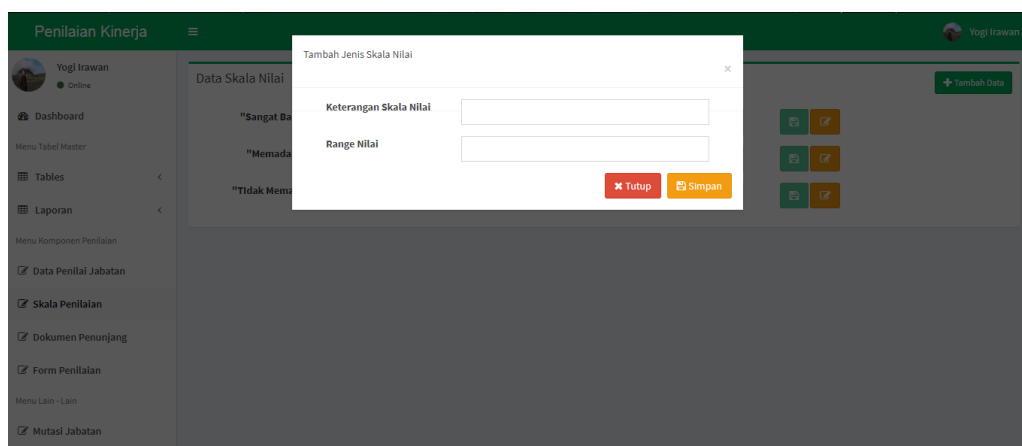 Penilaian Kinerja
Yogi Irawan
Yogi Irawan
Online
Dashboard
Menu Tabel Master
Tables
Laporan
Menu Komponen Penilaian
Data Penilai Jabatan
Skala Penilaian
Dokumen Penunjang
Form Penilaian
Menu Lain - Lain
Mutasi Jabatan
Data Skala Nilai
Tambah Data
"Sangat Ba
"Memada
"TIdak Mema
Tambah Jenis Skala Nilai
×
Keterangan Skala Nilai
Range Nilai
Tutup
Simpan